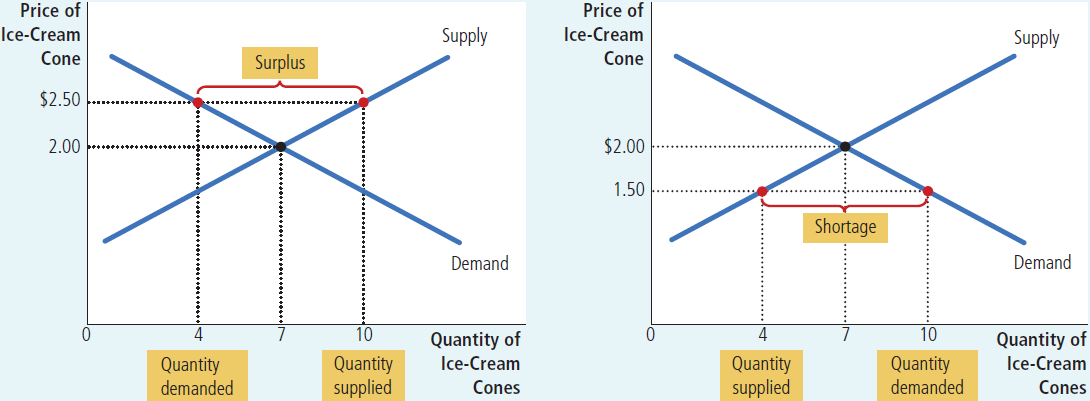 Price of
Ice-Cream
Cone
Supply
Surplus
$2.50
2.00
Demand
0
4
7
10
Quantity of
Ice-Cream
Cones
Quantity
demanded
Quantity
supplied
Price of
Ice-Cream
Cone
Supply
$2.00
1.50
Shortage
Demand
0
4
7
10
Quantity of
Ice-Cream
Cones
Quantity
supplied
Quantity
demanded